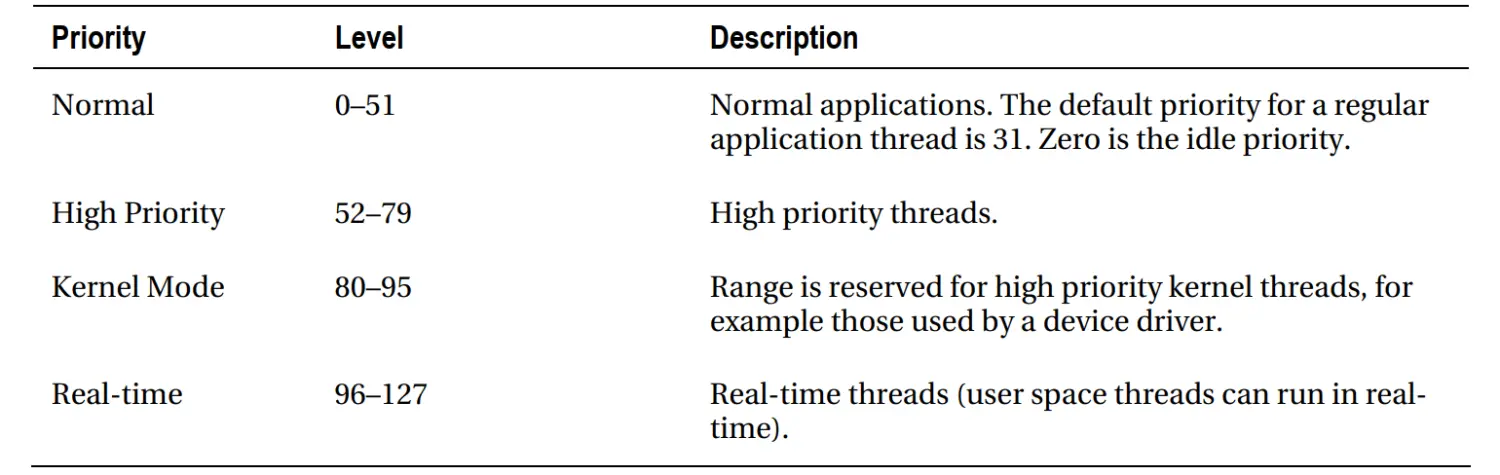 Priority Level Description
Normal 0–51 Normal applications. The default priority for a regular
application thread is 31. Zero is the idle priority.
High Priority 52–79 High priority threads.
Kernel Mode 80–95 Range is reserved for high priority kernel threads, for
example those used by a device driver.
Real-time 96–127 Real-time threads (user space threads can run in real-
time).